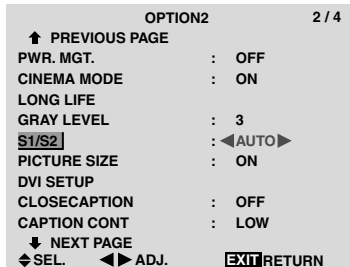 OPTION2 2 / 4
PREVIOUS PAGE
PWR. MGT. : OFF
CINEMA MODE : ON
LONG LIFE
GRAY LEVEL : 3
S1/S2 : ◀AUTO▶
PICTURE SIZE : ON
DVI SETUP
CLOSECAPTION : OFF
CAPTION CONT : LOW
NEXT PAGE
SEL. ADJ. EXIT RETURN